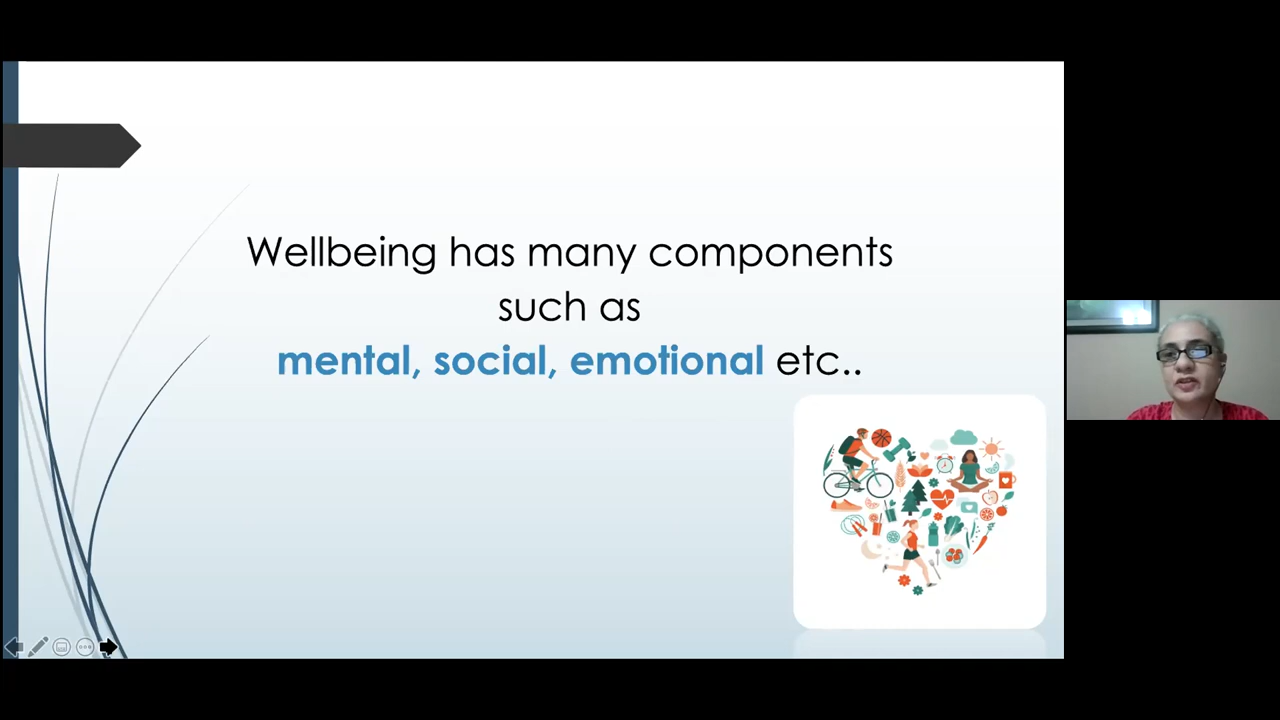 Wellbeing has many components
such as
mental, social, emotional etc..